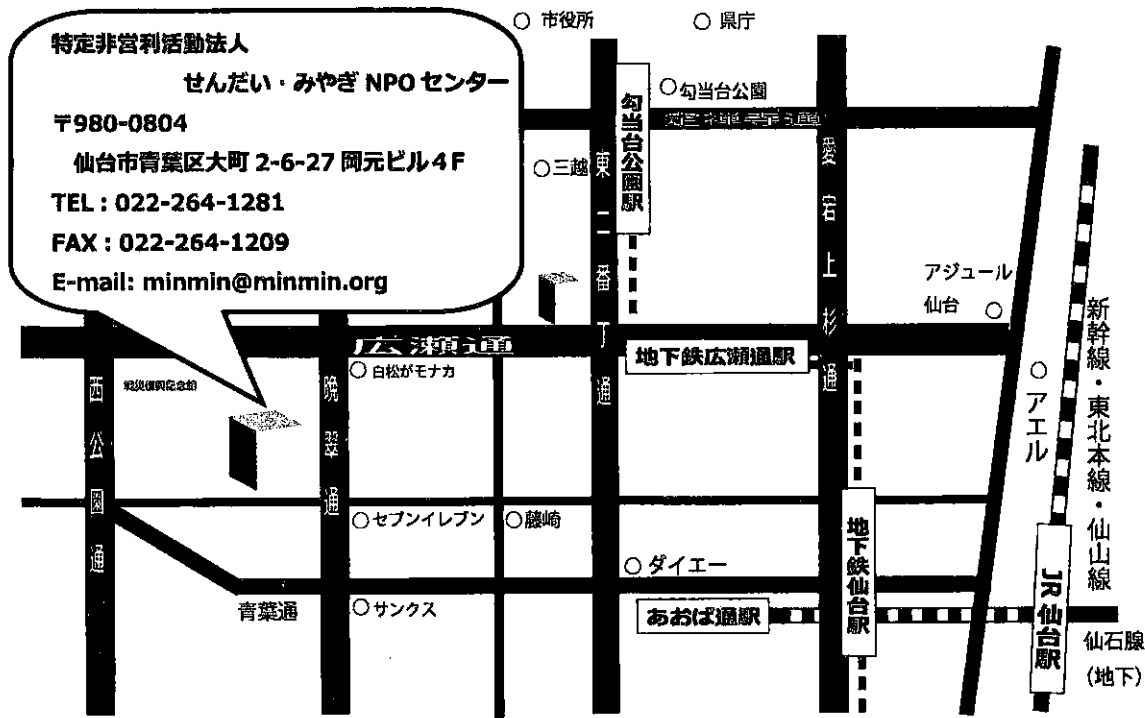 特定非営利活動法人
せんだい・みやぎ NPO センター
〒980-0804
仙台市青葉区大町 2-6-27 岡元ビル4F
TEL : 022-264-1281
FAX : 022-264-1209
E-mail: minmin@minmin.org
○ 市役所
○ 県庁
○勾当台公園
勾当台公園駅
○三越
東二番丁通
愛宕上杉通
アジュール
仙台 ○
広瀬通
地下鉄広瀬通駅
○白松がモナカ
戦災復興記念館
西公園通
晩翠通
○アエル
新幹線・東北本線・仙山線
○セブンイレブン
○藤崎
地下鉄仙台駅
○ダイエー
青葉通
○サンクス
あおば通駅
JR仙台駅
仙石腺
(地下)